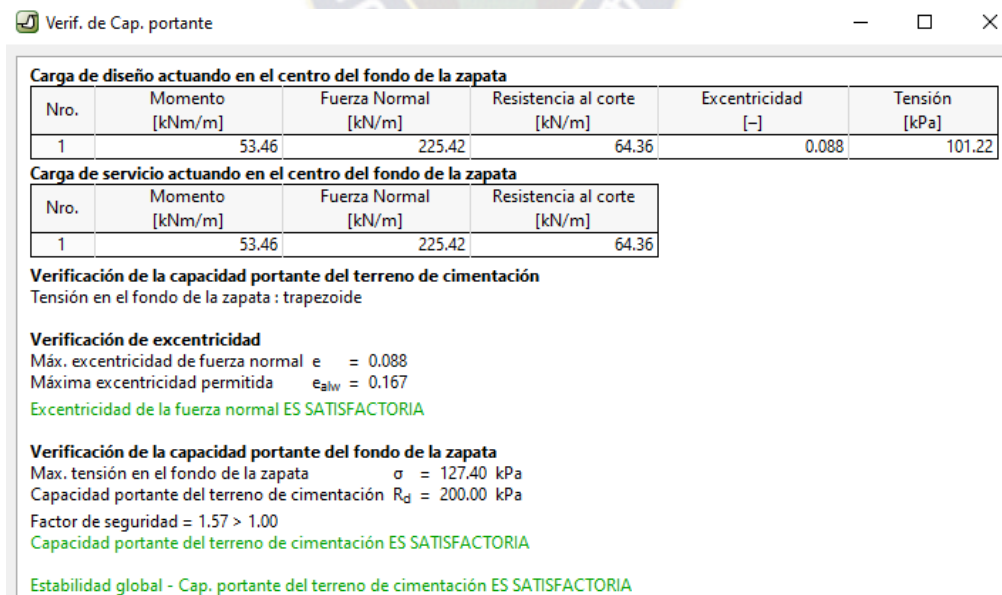 Verif. de Cap. portante
Carga de diseño actuando en el centro del fondo de la zapata
Nro. Momento Fuerza Normal Resistencia al corte Excentricidad Tensión
[kNm/m] [kN/m] [kN/m] [–] [kPa]
1 53.46 225.42 64.36 0.088 101.22
Carga de servicio actuando en el centro del fondo de la zapata
Nro. Momento Fuerza Normal Resistencia al corte
[kNm/m] [kN/m] [kN/m]
1 53.46 225.42 64.36
Verificación de la capacidad portante del terreno de cimentación
Tensión en el fondo de la zapata : trapezoide
Verificación de excentricidad
Máx. excentricidad de fuerza normal e = 0.088
Máxima excentricidad permitida e_alw = 0.167
Excentricidad de la fuerza normal ES SATISFACTORIA
Verificación de la capacidad portante del fondo de la zapata
Max. tensión en el fondo de la zapata σ = 127.40 kPa
Capacidad portante del terreno de cimentación R_d = 200.00 kPa
Factor de seguridad = 1.57 > 1.00
Capacidad portante del terreno de cimentación ES SATISFACTORIA
Estabilidad global - Cap. portante del terreno de cimentación ES SATISFACTORIA